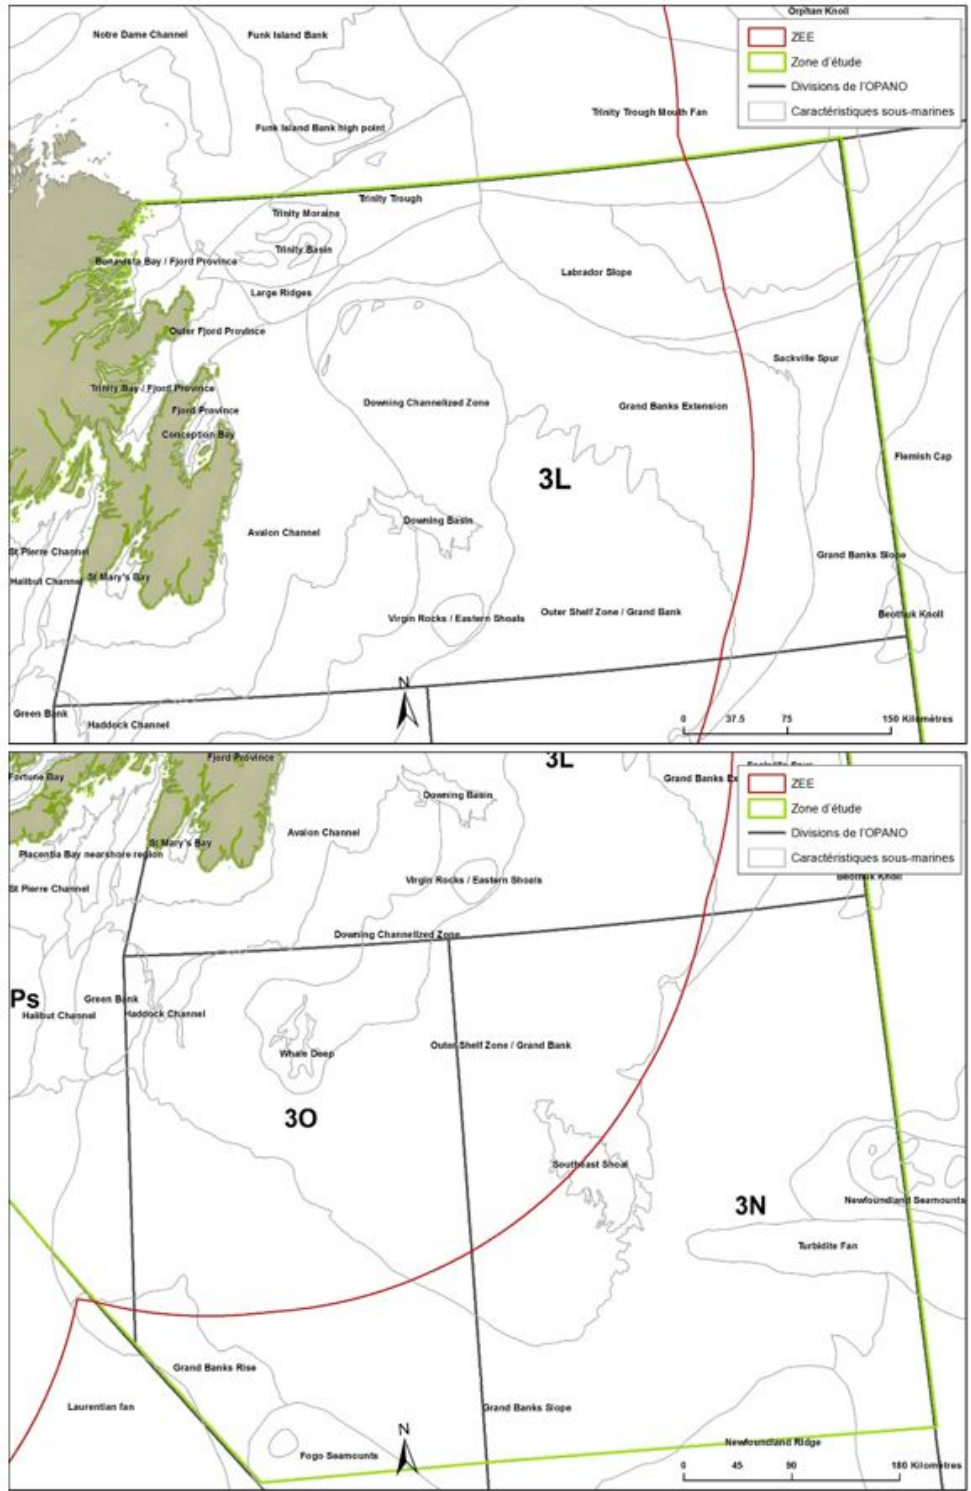 Orphan Knoll
Notre Dame Channel
Funk Island Bank
ZEE
Zone d'étude
Divisions de l'OPANO
Caractéristiques sous-marines
Trinity Trough Mouth Fan
Funk Island Bank high point
Trinity Trough
Trinity Moraine
Trinity Basin
Bonavista Bay / Fjord Province
Labrador Slope
Large Ridges
Outer Fjord Province
Sackville Spur
Trinity Bay / Fjord Province
Downing Channelized Zone
Grand Banks Extension
Fjord Province
Conception Bay
Flemish Cap
3L
Downing Basin
Avalon Channel
St Pierre Channel
Grand Banks Slope
Halibut Channel
St Mary's Bay
Virgin Rocks / Eastern Shoals
Outer Shelf Zone / Grand Bank
Beothuk Knoll
N
Green Bank
Haddock Channel
0 37.5 75 150 Kilomètres
Fjord Province
3L
Fortune Bay
Grand Banks Ex
ZEE
Zone d'étude
Divisions de l'OPANO
Caractéristiques sous-marines
Downing Basin
Avalon Channel
St Mary's Bay
Placentia Bay nearshore region
St Pierre Channel
Virgin Rocks / Eastern Shoals
Beothuk Knoll
Downing Channelized Zone
Ps
Green Bank
Halibut Channel
Haddock Channel
Whale Deep
Outer Shelf Zone / Grand Bank
3O
Southeast Shoal
3N
Newfoundland Seamounts
Turbidite Fan
Grand Banks Rise
Laurentian fan
Grand Banks Slope
N
Fogo Seamounts
Newfoundland Ridge
0 45 90 180 Kilomètres